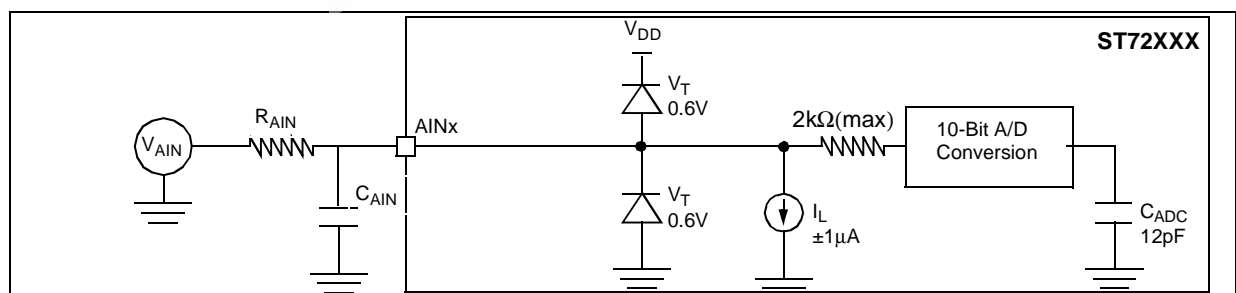 ST72XXX
V_DD
V_T
0.6V
R_AIN
AINx
2kΩ(max)
10-Bit A/D
Conversion
V_AIN
C_AIN
V_T
0.6V
I_L
±1μA
C_ADC
12pF